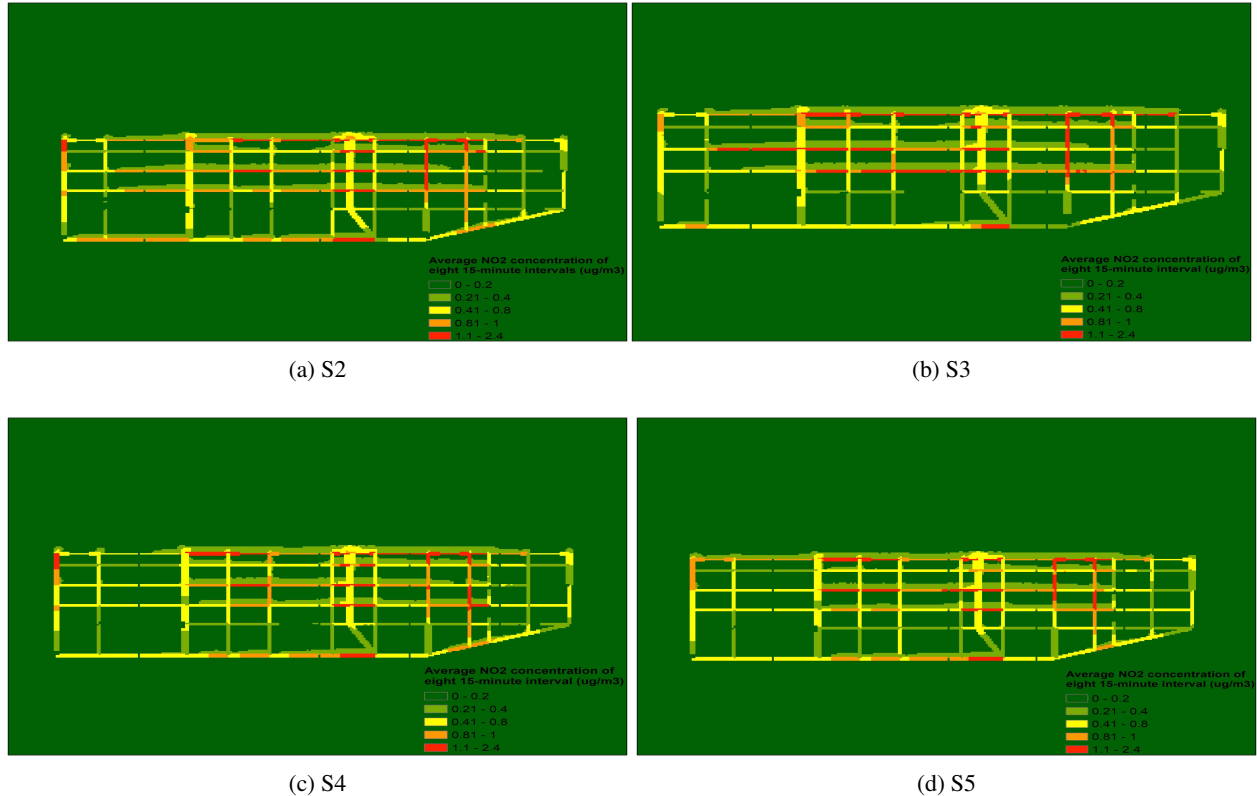 Average NO2 concentration of
eight 15-minute intervals (ug/m3)
0 - 0.2
0.21 - 0.4
0.41 - 0.8
0.81 - 1
1.1 - 2.4
Average NO2 concentration of
eight 15-minute interval (ug/m3)
0 - 0.2
0.21 - 0.4
0.41 - 0.8
0.81 - 1
1.1 - 2.4
(a) S2
(b) S3
Average NO2 concentration of
eight 15-minute interval (ug/m3)
0 - 0.2
0.21 - 0.4
0.41 - 0.8
0.81 - 1
1.1 - 2.4
Average NO2 concentration of
eight 15-minute interval (ug/m3)
0 - 0.2
0.21 - 0.4
0.41 - 0.8
0.81 - 1
1.1 - 2.4
(c) S4
(d) S5